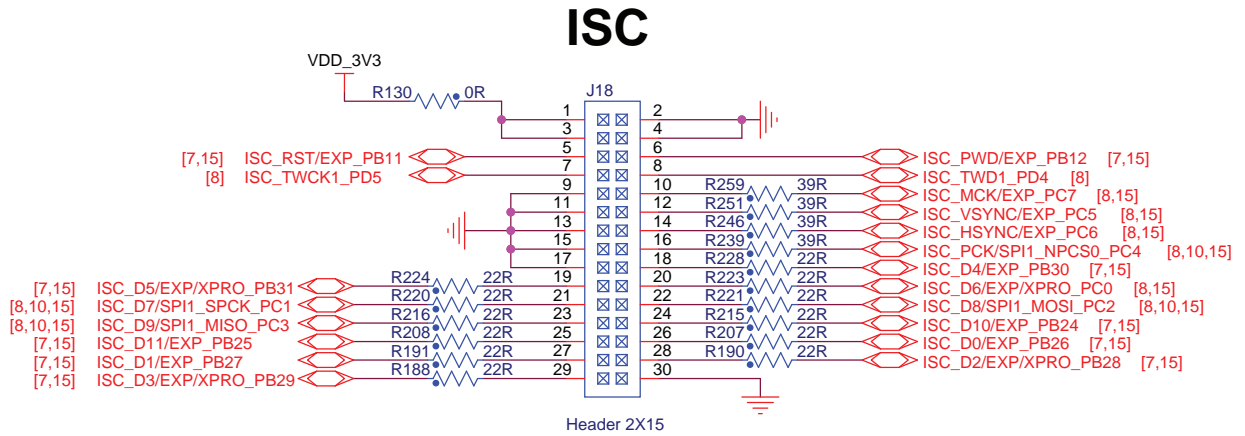 ISC
VDD_3V3
R130 0R J18
1 2
3 4
[7,15] ISC_RST/EXP_PB11 5 6 ISC_PWD/EXP_PB12 [7,15]
[8] ISC_TWCK1_PD5 7 8 ISC_TWD1_PD4 [8]
9 10 R259 39R ISC_MCK/EXP_PC7 [8,15]
11 12 R251 39R ISC_VSYNC/EXP_PC5 [8,15]
13 14 R246 39R ISC_HSYNC/EXP_PC6 [8,15]
15 16 R239 39R ISC_PCK/SPI1_NPCS0_PC4 [8,10,15]
17 18 R228 22R ISC_D4/EXP_PB30 [7,15]
[7,15] ISC_D5/EXP/XPRO_PB31 R224 22R 19 20 R223 22R ISC_D6/EXP/XPRO_PC0 [8,15]
[8,10,15] ISC_D7/SPI1_SPCK_PC1 R220 22R 21 22 R221 22R ISC_D8/SPI1_MOSI_PC2 [8,10,15]
[8,10,15] ISC_D9/SPI1_MISO_PC3 R216 22R 23 24 R215 22R ISC_D10/EXP_PB24 [7,15]
[7,15] ISC_D11/EXP_PB25 R208 22R 25 26 R207 22R ISC_D0/EXP_PB26 [7,15]
[7,15] ISC_D1/EXP_PB27 R191 22R 27 28 R190 22R ISC_D2/EXP/XPRO_PB28 [7,15]
[7,15] ISC_D3/EXP/XPRO_PB29 R188 22R 29 30
Header 2X15